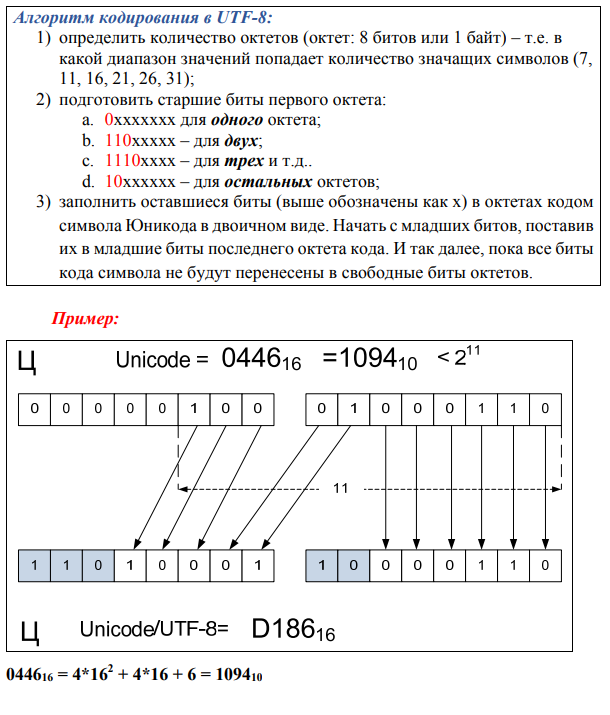 Алгоритм кодирования в UTF-8:
1) определить количество октетов (октет: 8 битов или 1 байт) – т.е. в
какой диапазон значений попадает количество значащих символов (7,
11, 16, 21, 26, 31);
2) подготовить старшие биты первого октета:
a. 0xxxxxxx для одного октета;
b. 110xxxxx – для двух;
c. 1110xxxx – для трех и т.д..
d. 10xxxxxx – для остальных октетов;
3) заполнить оставшиеся биты (выше обозначены как x) в октетах кодом
символа Юникода в двоичном виде. Начать с младших битов, поставив
их в младшие биты последнего октета кода. И так далее, пока все биты
кода символа не будут перенесены в свободные биты октетов.
Пример:
Ц Unicode = 0446₁₆ =1094₁₀ < 2¹¹
0 0 0 0 0 1 0 0 0 1 0 0 0 1 1 0
11
1 1 0 1 0 0 0 1 1 0 0 0 0 1 1 0
Ц Unicode/UTF-8= D186₁₆
0446₁₆ = 4*16² + 4*16 + 6 = 1094₁₀